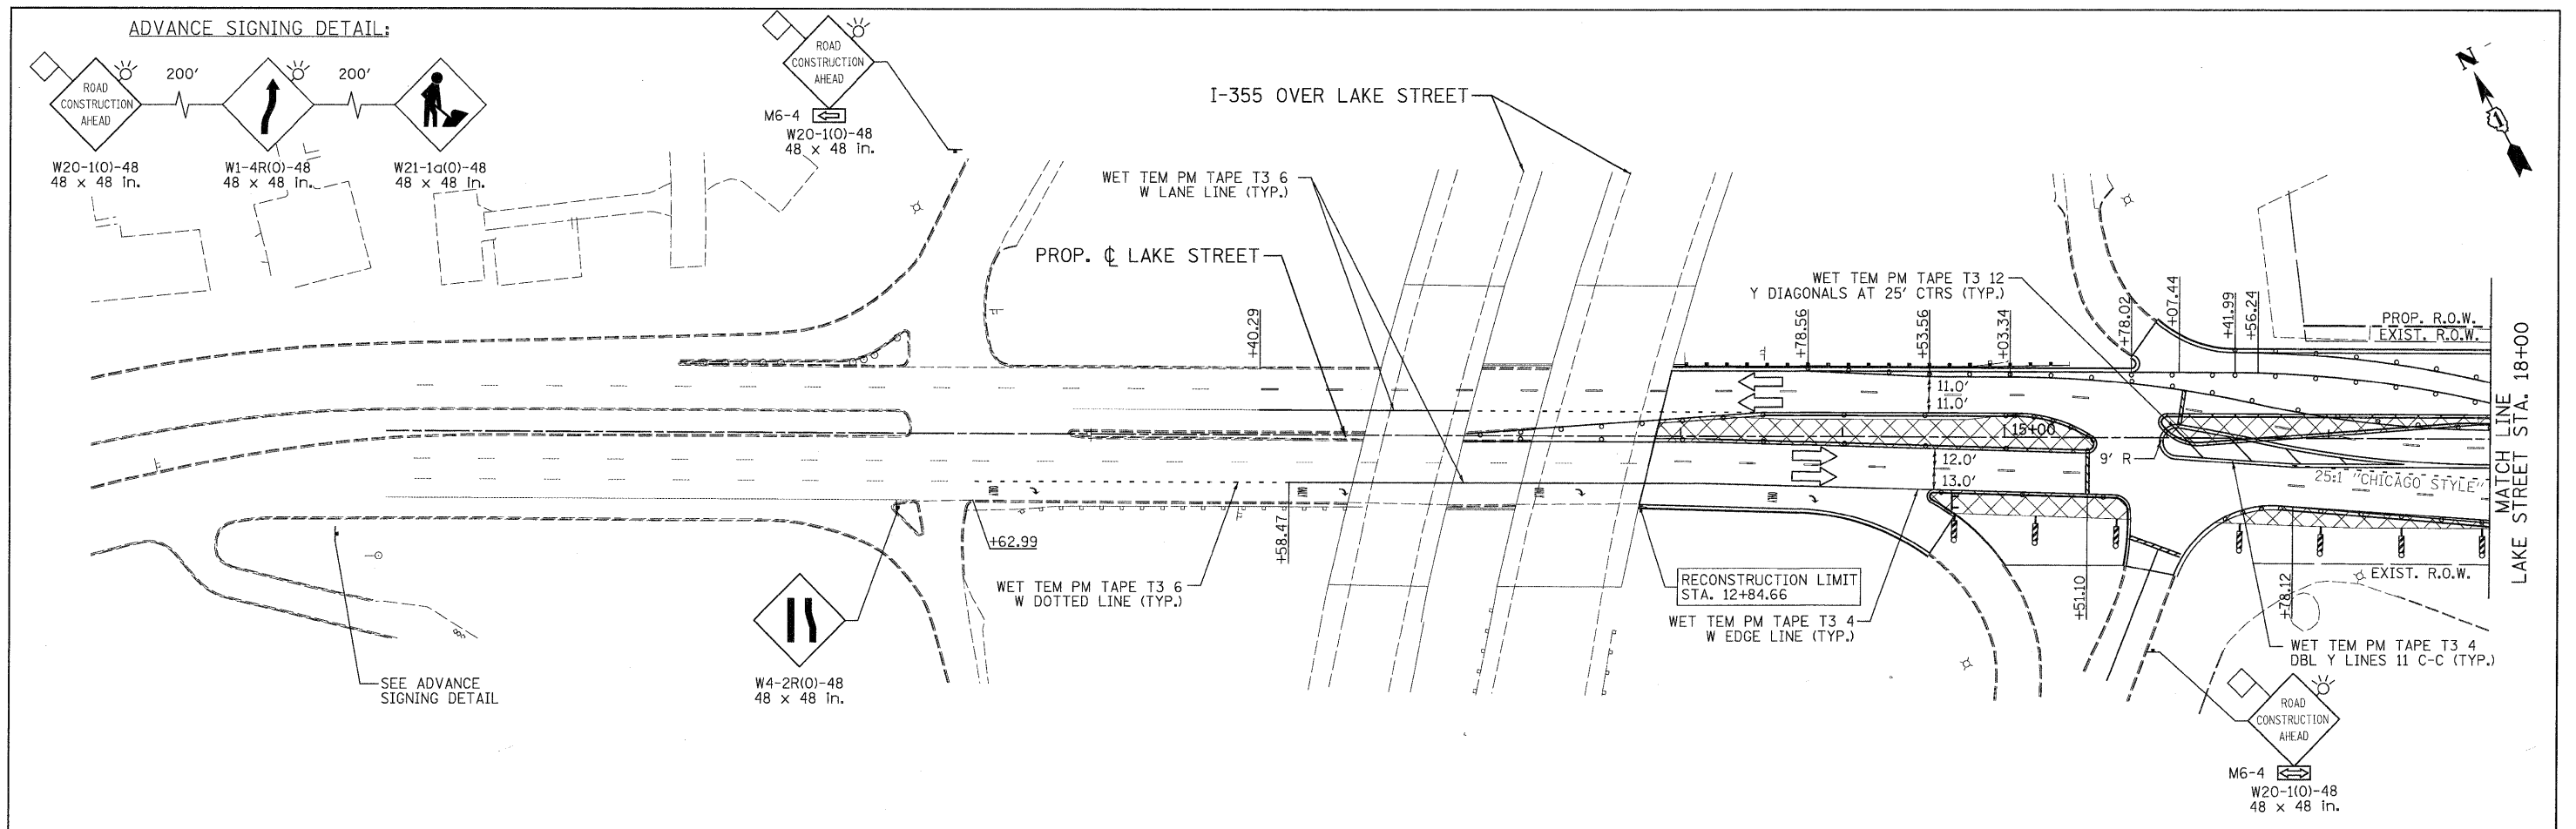 ADVANCE SIGNING DETAIL:
ROAD
CONSTRUCTION
AHEAD
200'
200'
W20-1(O)-48
48 x 48 in.
W1-4R(O)-48
48 x 48 in.
W21-1a(O)-48
48 x 48 in.
ROAD
CONSTRUCTION
AHEAD
M6-4
W20-1(O)-48
48 x 48 in.
I-355 OVER LAKE STREET
N
1
WET TEM PM TAPE T3 6
W LANE LINE (TYP.)
PROP. ℄ LAKE STREET
WET TEM PM TAPE T3 12
Y DIAGONALS AT 25' CTRS (TYP.)
+40.29
+78.56
+53.56
+03.34
+78.02
+07.44
+41.99
+56.24
PROP. R.O.W.
EXIST. R.O.W.
11.0'
11.0'
15+00
12.0'
13.0'
9' R
25:1 "CHICAGO STYLE"
MATCH LINE
LAKE STREET STA. 18+00
ONLY
ONLY
ONLY
ONLY
+62.99
+58.47
WET TEM PM TAPE T3 6
W DOTTED LINE (TYP.)
RECONSTRUCTION LIMIT
STA. 12+84.66
WET TEM PM TAPE T3 4
W EDGE LINE (TYP.)
+51.10
+78.12
EXIST. R.O.W.
WET TEM PM TAPE T3 4
DBL Y LINES 11 C-C (TYP.)
SEE ADVANCE
SIGNING DETAIL
W4-2R(O)-48
48 x 48 in.
ROAD
CONSTRUCTION
AHEAD
M6-4
W20-1(O)-48
48 x 48 in.